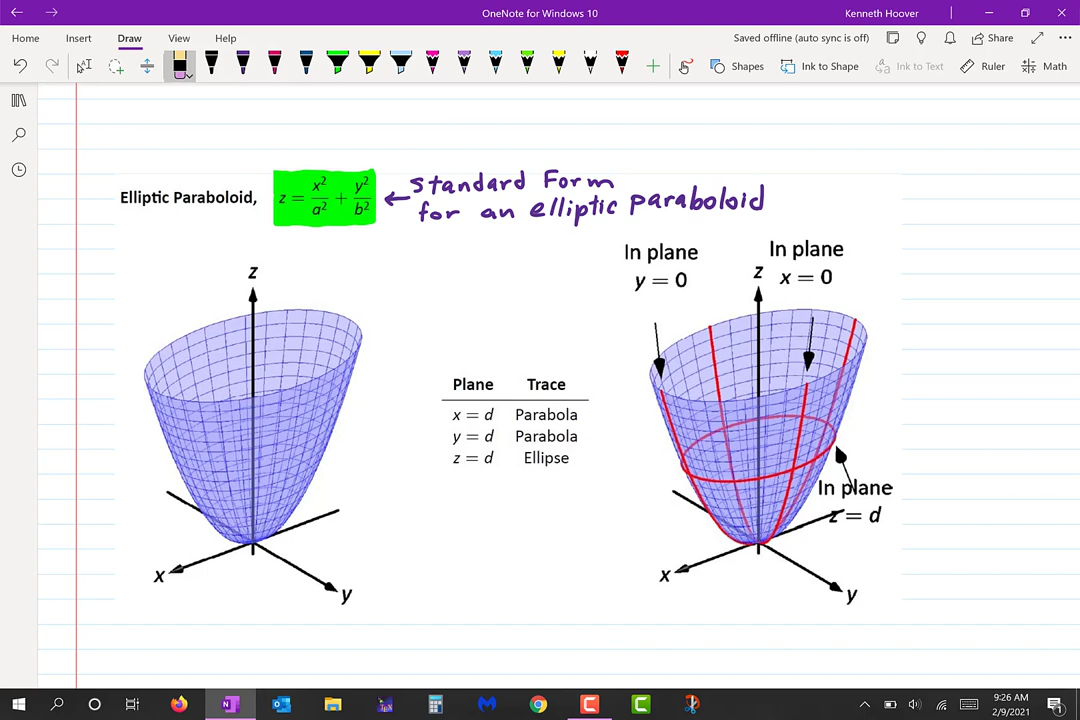 OneNote for Windows 10
Kenneth Hoover
Home Insert Draw View Help
Saved offline (auto sync is off)
Share
Shapes
Ink to Shape
Ink to Text
Ruler
Math
Elliptic Paraboloid, z = x²/a² + y²/b² ← Standard Form
for an elliptic paraboloid
In plane
y = 0
In plane
x = 0
z
z
Plane Trace
x = d Parabola
y = d Parabola
z = d Ellipse
In plane
z = d
x
y
x
y
9:26 AM
2/9/2021
1